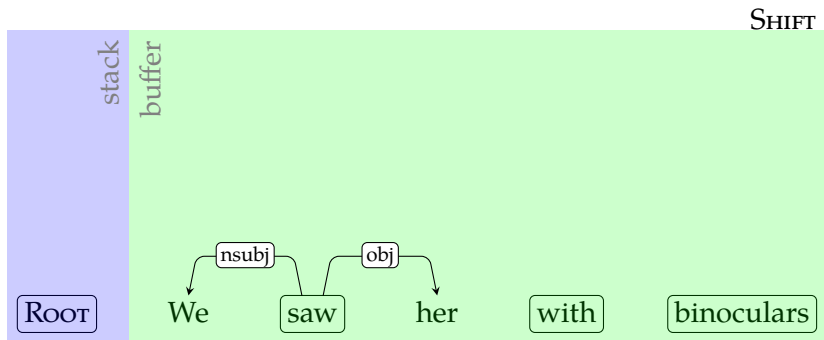 SHIFT
stack
buffer
nsubj obj
ROOT We saw her with binoculars